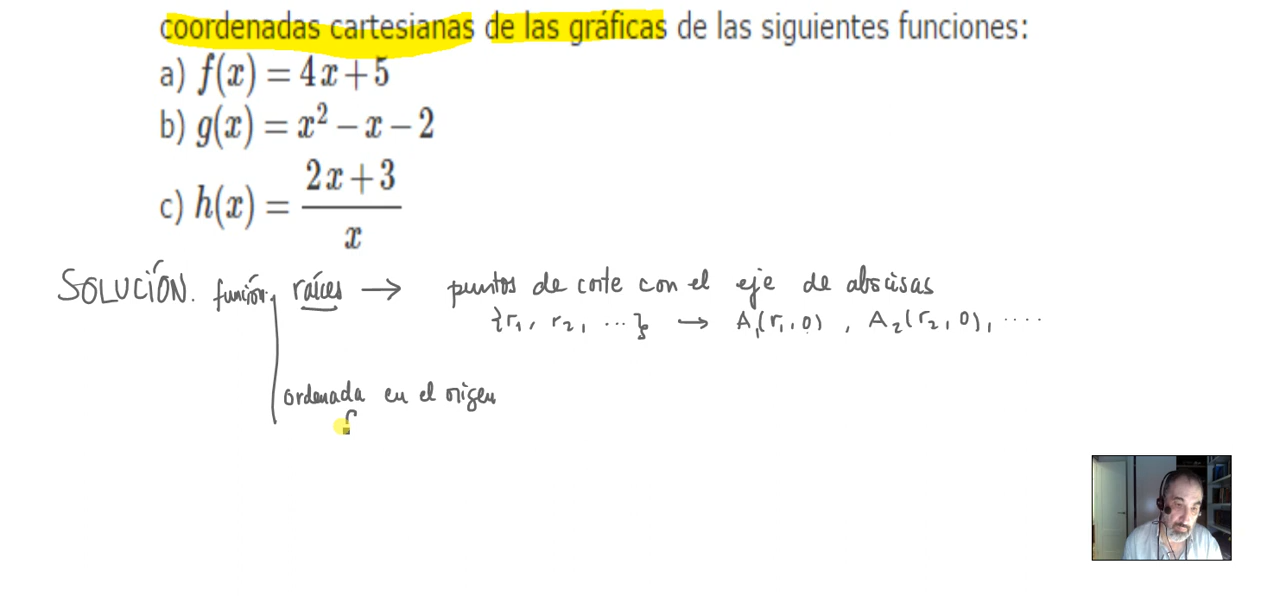 coordenadas cartesianas de las gráficas de las siguientes funciones:
a) f(x) = 4x+5
b) g(x) = x² − x − 2
c) h(x) = (2x+3)/x
SOLUCIÓN. función raíces → puntos de corte con el eje de abscisas
{r₁, r₂, ...} → A₁(r₁,0), A₂(r₂,0), ....
ordenada en el origen
f